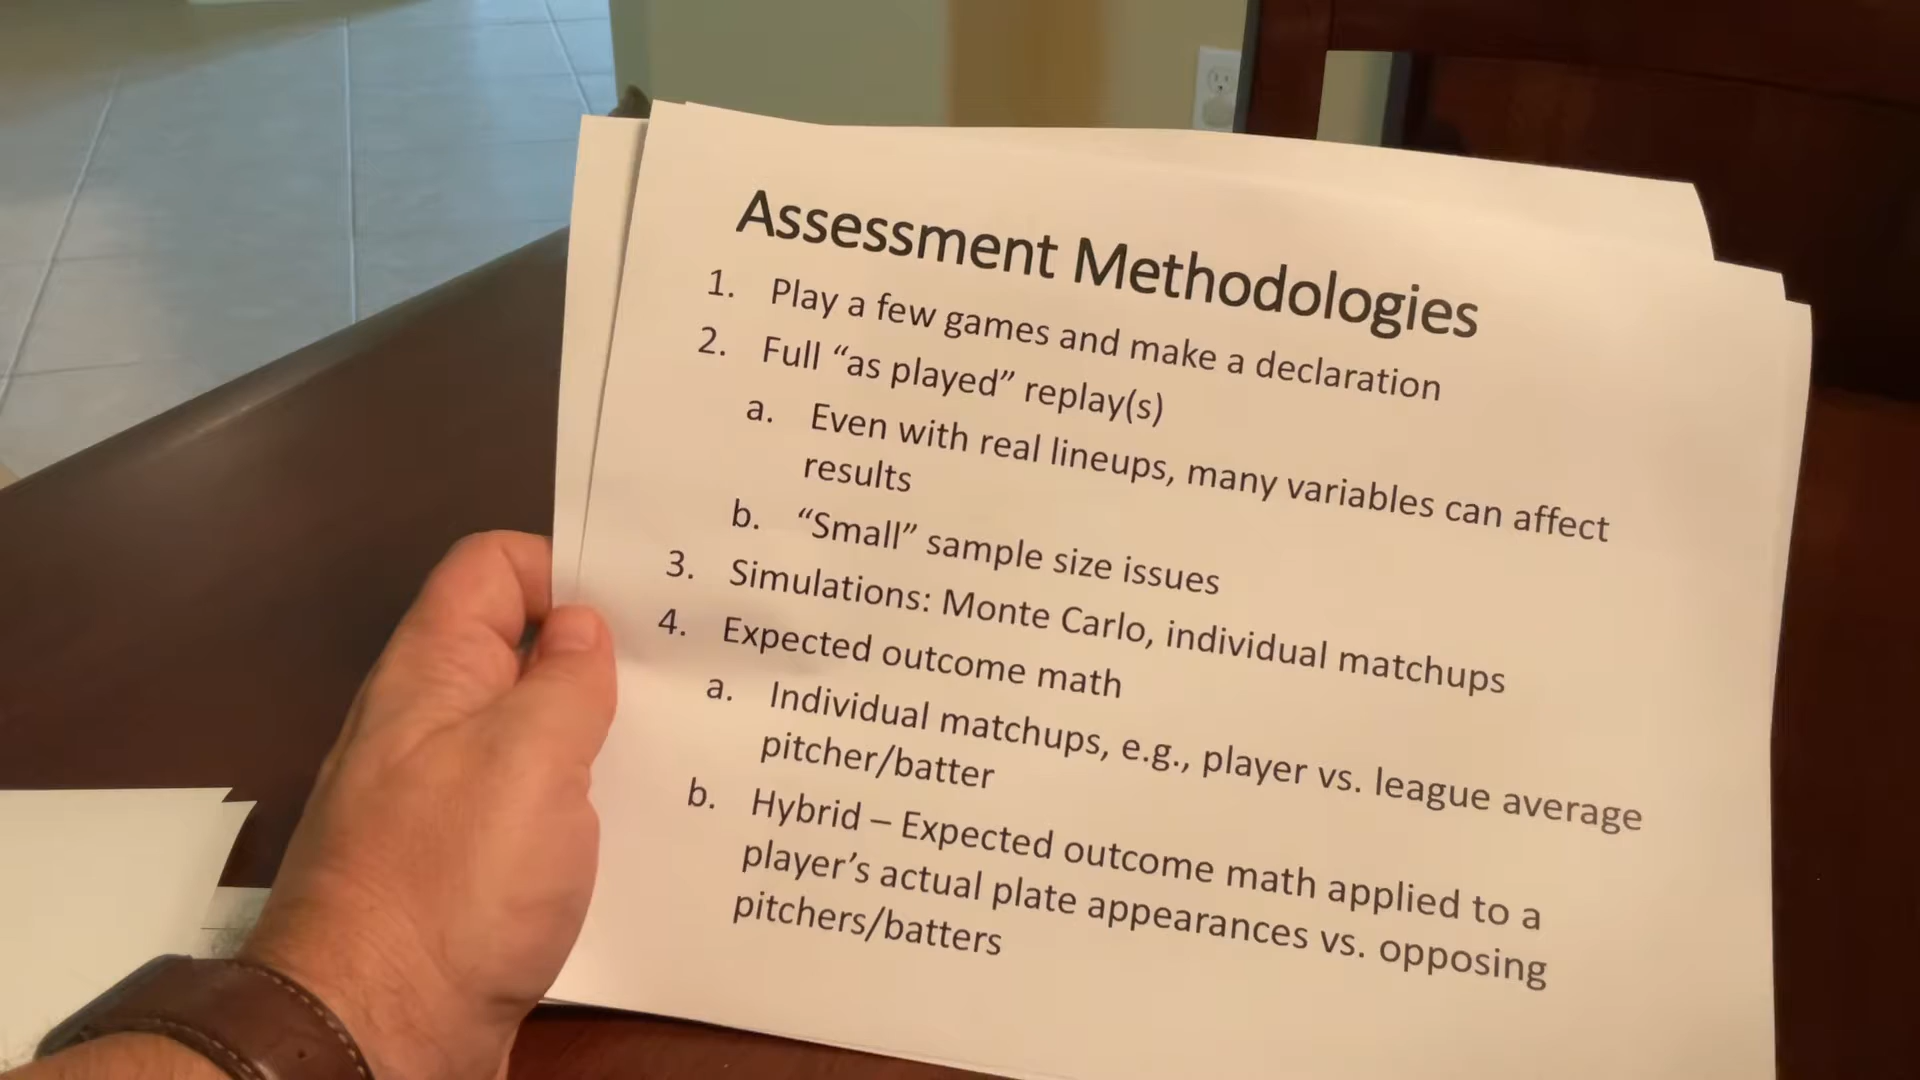 Assessment Methodologies
1. Play a few games and make a declaration
2. Full “as played” replay(s)
a. Even with real lineups, many variables can affect
results
b. “Small” sample size issues
3. Simulations: Monte Carlo, individual matchups
4. Expected outcome math
a. Individual matchups, e.g., player vs. league average
pitcher/batter
b. Hybrid – Expected outcome math applied to a
player’s actual plate appearances vs. opposing
pitchers/batters